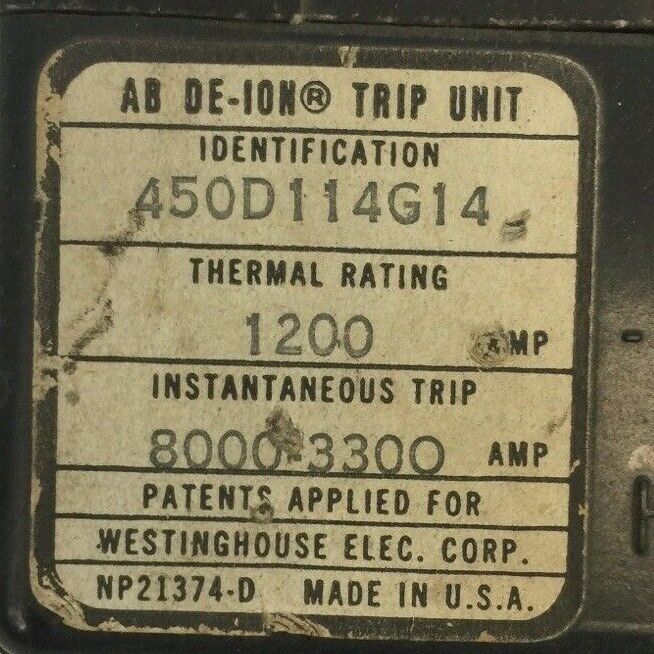 AB DE-ION® TRIP UNIT
IDENTIFICATION
450D114G14
THERMAL RATING
1200 AMP
INSTANTANEOUS TRIP
8000-3300 AMP
PATENTS APPLIED FOR
WESTINGHOUSE ELEC. CORP.
NP21374-D MADE IN U.S.A.